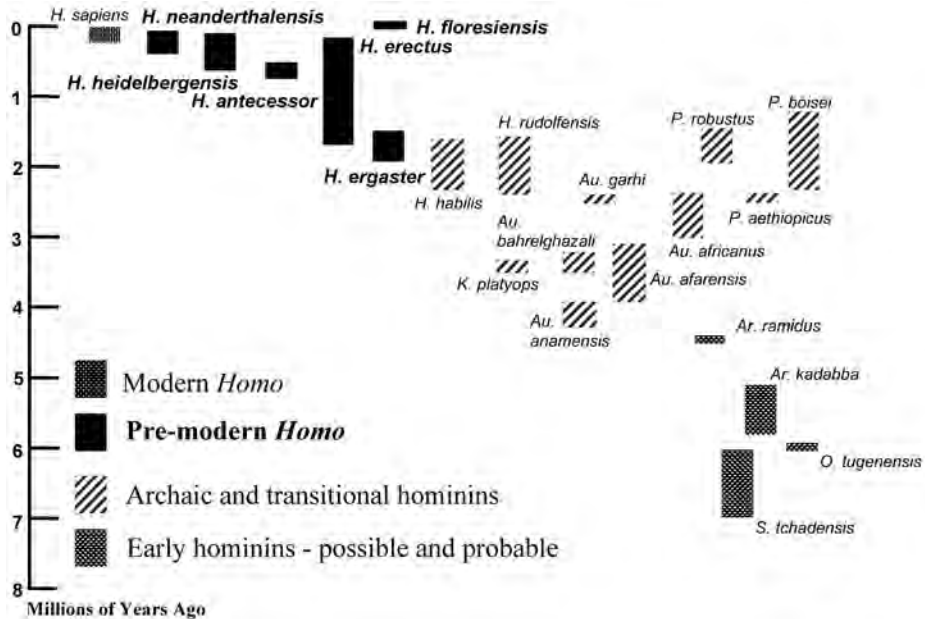 0
1
2
3
4
5
6
7
8
Millions of Years Ago
H. sapiens
H. neanderthalensis
H. heidelbergensis
H. antecessor
H. floresiensis
H. erectus
H. ergaster
H. habilis
H. rudolfensis
Au. garhi
Au.
bahrelghazali
K. platyops
Au.
anamensis
P. robustus
P. boisei
P. aethiopicus
Au. africanus
Au. afarensis
Ar. ramidus
Ar. kadabba
O. tugenensis
S. tchadensis
Modern Homo
Pre-modern Homo
Archaic and transitional hominins
Early hominins - possible and probable